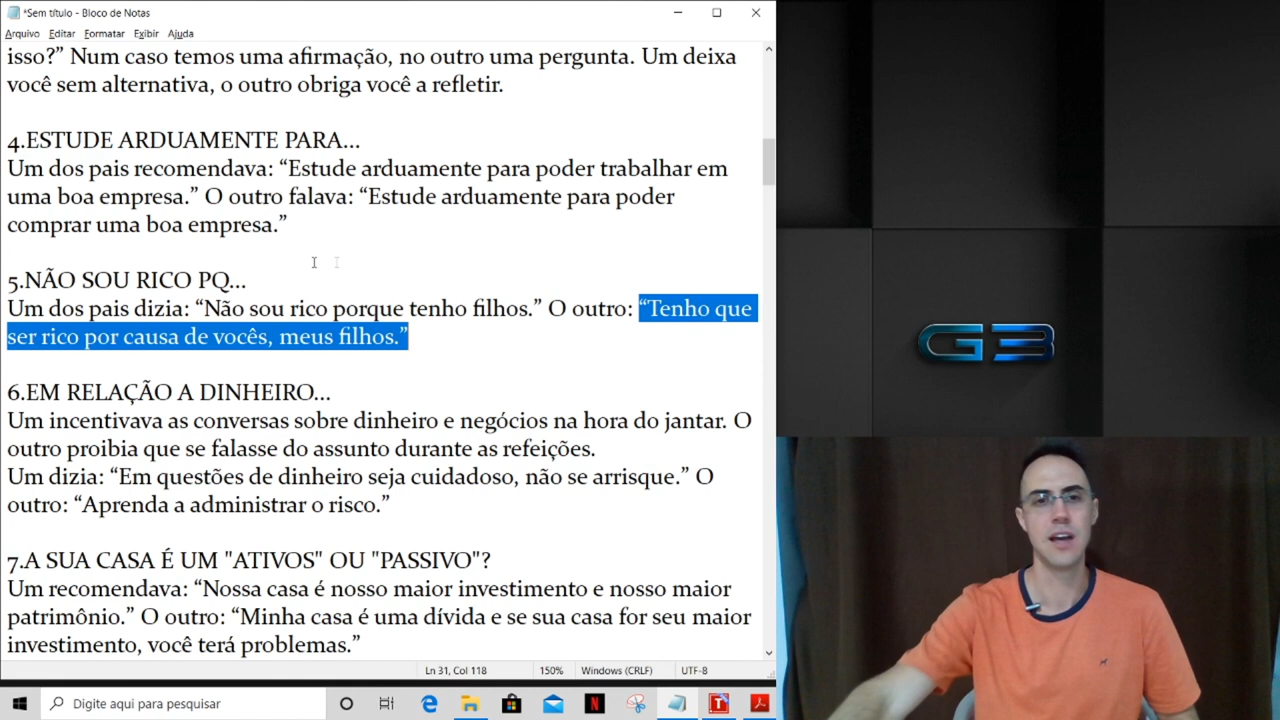 *Sem título - Bloco de Notas
Arquivo Editar Formatar Exibir Ajuda
isso?” Num caso temos uma afirmação, no outro uma pergunta. Um deixa
você sem alternativa, o outro obriga você a refletir.
4.ESTUDE ARDUAMENTE PARA...
Um dos pais recomendava: “Estude arduamente para poder trabalhar em
uma boa empresa.” O outro falava: “Estude arduamente para poder
comprar uma boa empresa.”
5.NÃO SOU RICO PQ...
Um dos pais dizia: “Não sou rico porque tenho filhos.” O outro: “Tenho que
ser rico por causa de vocês, meus filhos.”
6.EM RELAÇÃO A DINHEIRO...
Um incentivava as conversas sobre dinheiro e negócios na hora do jantar. O
outro proibia que se falasse do assunto durante as refeições.
Um dizia: “Em questões de dinheiro seja cuidadoso, não se arrisque.” O
outro: “Aprenda a administrar o risco.”
7.A SUA CASA É UM "ATIVOS" OU "PASSIVO"?
Um recomendava: “Nossa casa é nosso maior investimento e nosso maior
patrimônio.” O outro: “Minha casa é uma dívida e se sua casa for seu maior
investimento, você terá problemas.”
Ln 31, Col 118 150% Windows (CRLF) UTF-8
Digite aqui para pesquisar
G3